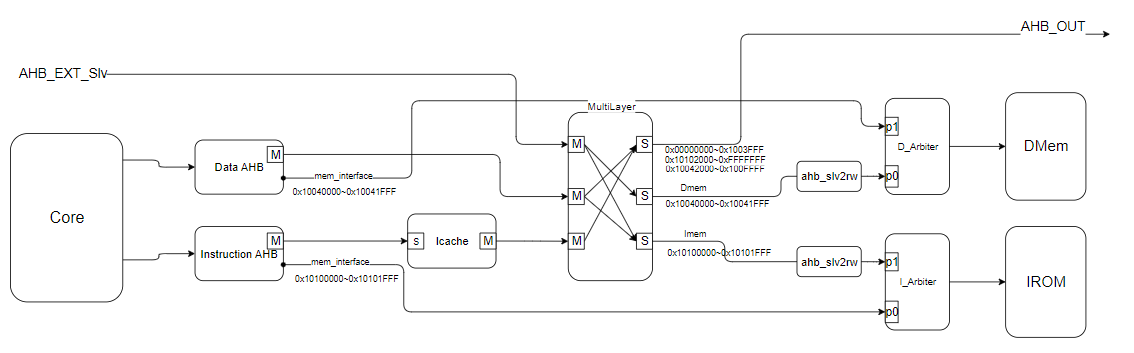 AHB_OUT
AHB_EXT_Slv
MultiLayer
Core
Data AHB
M
mem_interface
0x10040000~0x10041FFF
Instruction AHB
M
mem_interface
0x10100000~0x10101FFF
s
Icache
M
M
M
M
S
0x00000000~0x1003FFF
0x10102000~0xFFFFFFF
0x10042000~0x100FFFF
S
Dmem
0x10040000~0x10041FFF
S
Imem
0x10100000~0x10101FFF
ahb_slv2rw
ahb_slv2rw
p1
D_Arbiter
p0
DMem
p1
I_Arbiter
p0
IROM